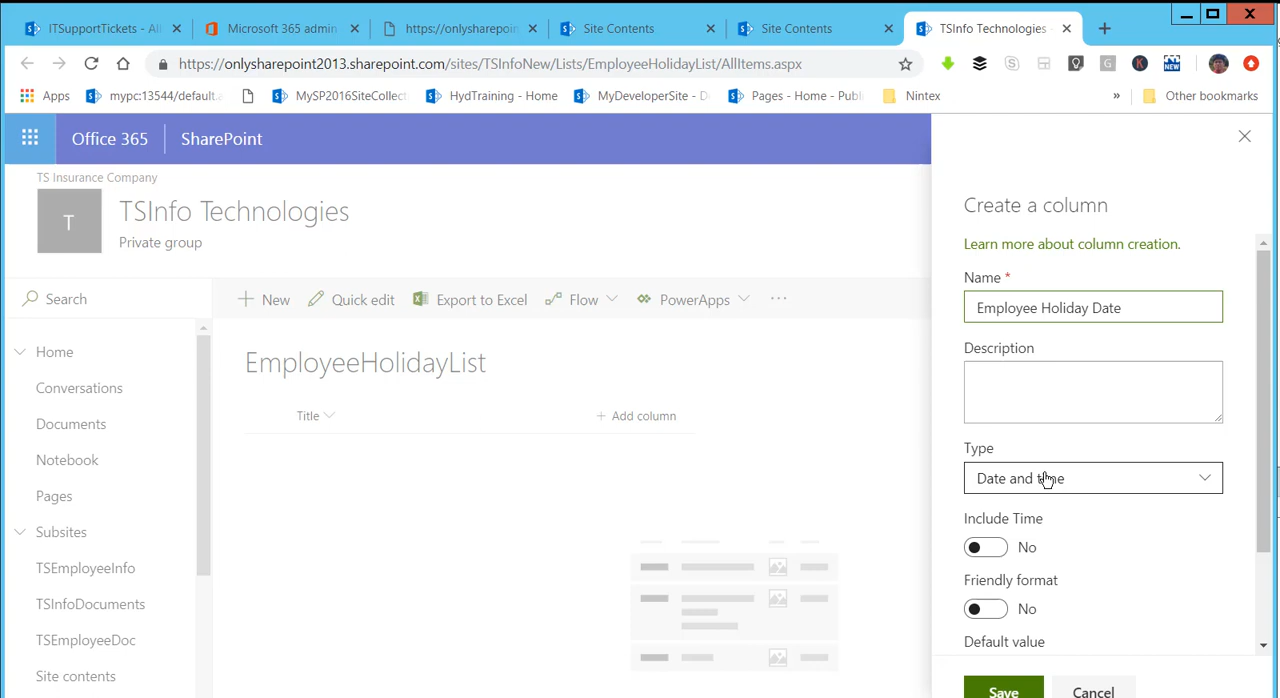 ITSupportTickets - All
Microsoft 365 admin
https://onlysharepoin
Site Contents
Site Contents
TSInfo Technologies
https://onlysharepoint2013.sharepoint.com/sites/TSInfoNew/Lists/EmployeeHolidayList/AllItems.aspx
Apps
mypc:13544/default.
MySP2016SiteCollect
HydTraining - Home
MyDeveloperSite - D
Pages - Home - Publ
Nintex
»
Other bookmarks
Office 365
SharePoint
TS Insurance Company
T
TSInfo Technologies
Private group
Search
New
Quick edit
Export to Excel
Flow
PowerApps
Home
Conversations
Documents
Notebook
Pages
Subsites
TSEmployeeInfo
TSInfoDocuments
TSEmployeeDoc
Site contents
EmployeeHolidayList
Title
+ Add column
Create a column
Learn more about column creation.
Name *
Employee Holiday Date
Description
Type
Date and time
Include Time
No
Friendly format
No
Default value
Save
Cancel